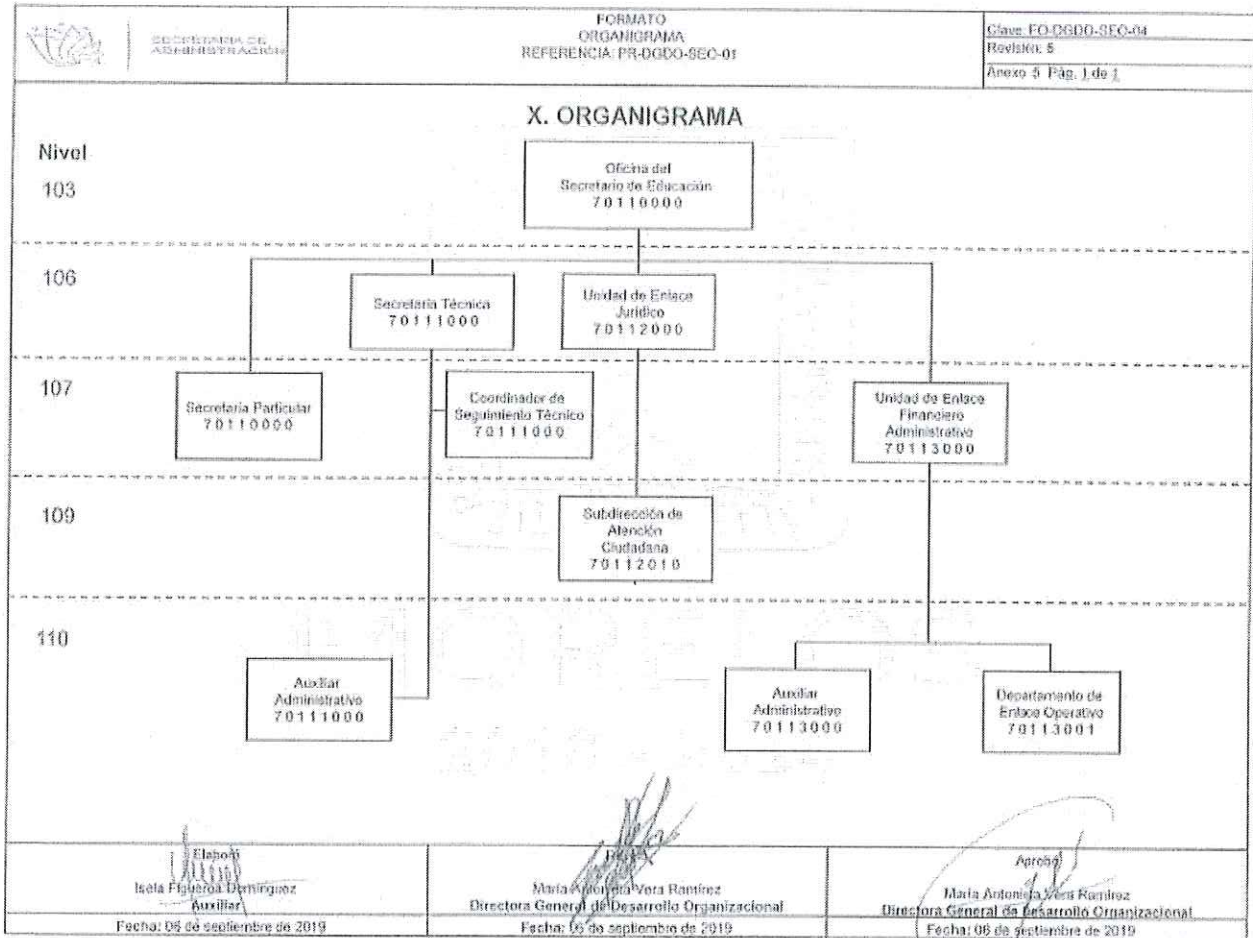 SECRETARÍA DE
ADMINISTRACIÓN
FORMATO
ORGANIGRAMA
REFERENCIA: PR-DGDO-SEC-01
Clave: FO-DGDO-SEC-04
Revisión: 5
Anexo 5 Pág. 1 de 1
X. ORGANIGRAMA
Nivel
103
Oficina del
Secretario de Educación
70110000
106
Secretaría Técnica
70111000
Unidad de Enlace
Jurídico
70112000
107
Secretaría Particular
70110000
Coordinador de
Seguimiento Técnico
70111000
Unidad de Enlace
Financiero
Administrativo
70113000
109
Subdirección de
Atención
Ciudadana
70112010
MORELOS
110
Auxiliar
Administrativo
70111000
Auxiliar
Administrativo
70113000
Departamento de
Enlace Operativo
70113001
Elaboró
Isela Figueroa Domínguez
Auxiliar
Fecha: 06 de septiembre de 2019
María Antonieta Vera Ramírez
Directora General de Desarrollo Organizacional
Fecha: 06 de septiembre de 2019
Aprobó
María Antonieta Vera Ramírez
Directora General de Desarrollo Organizacional
Fecha: 06 de septiembre de 2019